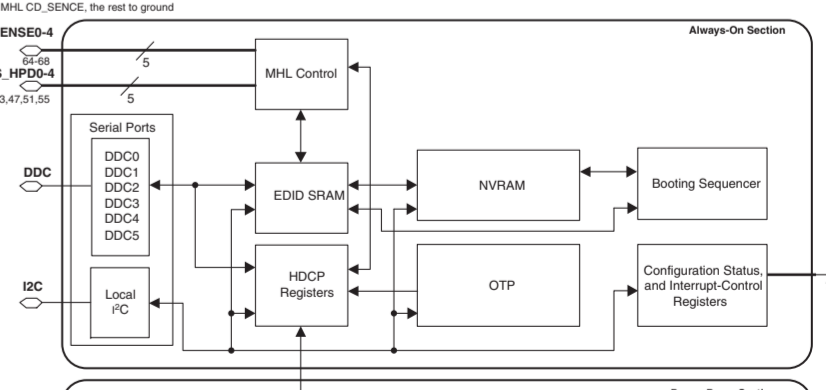 MHL CD_SENCE, the rest to ground
Always-On Section
ENSE0-4
64-68
5
S_HPD0-4
3,47,51,55
5
MHL Control
Serial Ports
DDC
DDC0
DDC1
DDC2
DDC3
DDC4
DDC5
EDID SRAM
NVRAM
Booting Sequencer
I2C
Local
I²C
HDCP
Registers
OTP
Configuration Status,
and Interrupt-Control
Registers